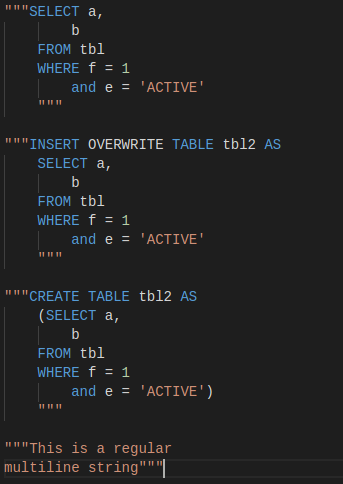 """SELECT a,
        b
    FROM tbl
    WHERE f = 1
        and e = 'ACTIVE'
    """
"""INSERT OVERWRITE TABLE tbl2 AS
    SELECT a,
        b
    FROM tbl
    WHERE f = 1
        and e = 'ACTIVE'
    """
"""CREATE TABLE tbl2 AS
    (SELECT a,
        b
    FROM tbl
    WHERE f = 1
        and e = 'ACTIVE')
    """
"""This is a regular
multiline string"""